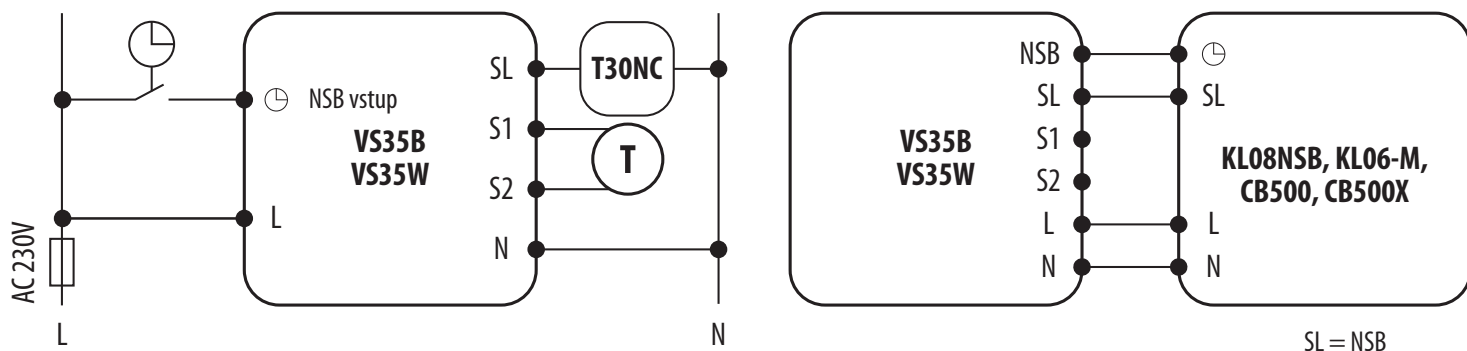 NSB vstup
SL
T30NC
S1
T
S2
VS35B
VS35W
L
N
AC 230V
L
N
NSB
SL
SL
S1
S2
VS35B
VS35W
KL08NSB, KL06-M,
CB500, CB500X
L
L
N
N
SL = NSB